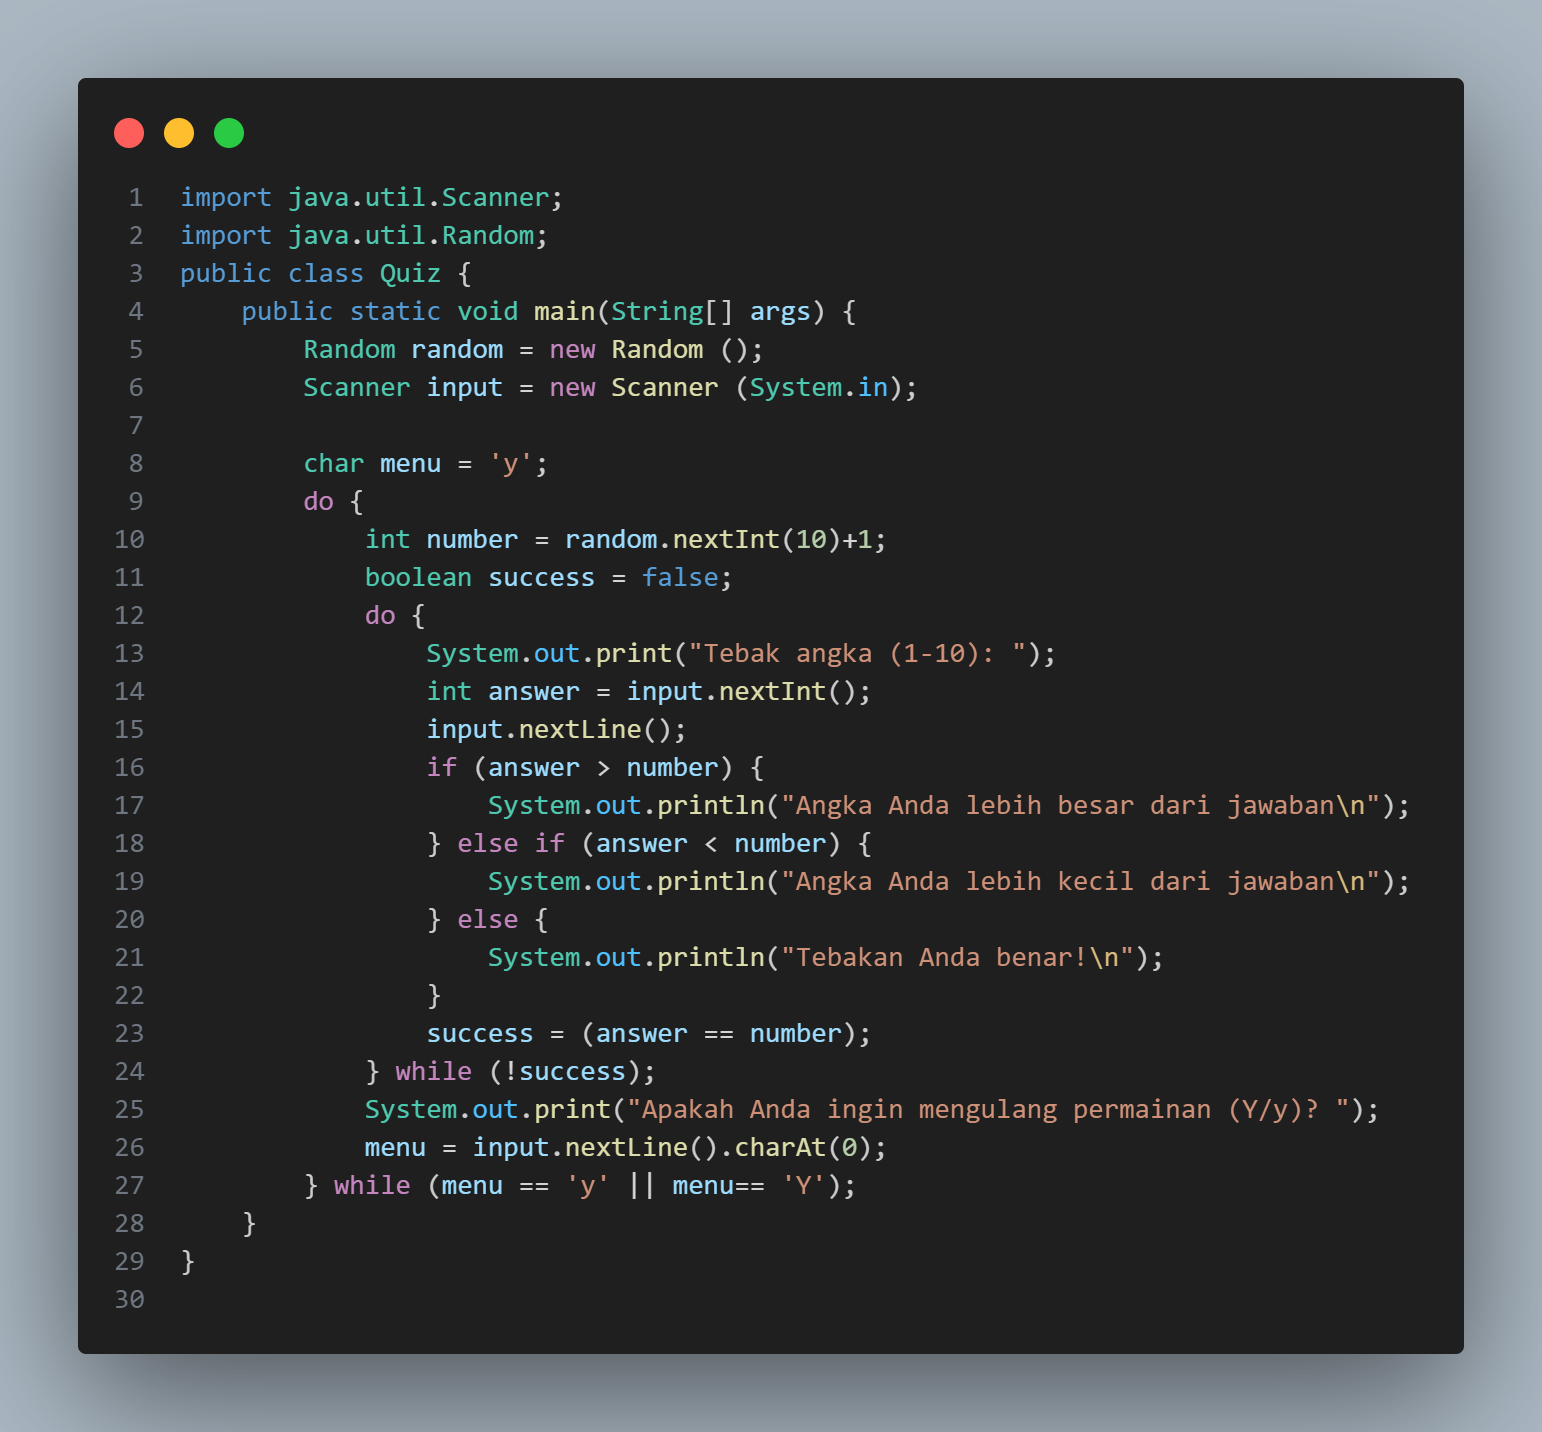 1 import java.util.Scanner;
2 import java.util.Random;
3 public class Quiz {
4     public static void main(String[] args) {
5         Random random = new Random ();
6         Scanner input = new Scanner (System.in);
7
8         char menu = 'y';
9         do {
10             int number = random.nextInt(10)+1;
11             boolean success = false;
12             do {
13                 System.out.print("Tebak angka (1-10): ");
14                 int answer = input.nextInt();
15                 input.nextLine();
16                 if (answer > number) {
17                     System.out.println("Angka Anda lebih besar dari jawaban\n");
18                 } else if (answer < number) {
19                     System.out.println("Angka Anda lebih kecil dari jawaban\n");
20                 } else {
21                     System.out.println("Tebakan Anda benar!\n");
22                 }
23                 success = (answer == number);
24             } while (!success);
25             System.out.print("Apakah Anda ingin mengulang permainan (Y/y)? ");
26             menu = input.nextLine().charAt(0);
27         } while (menu == 'y' || menu== 'Y');
28     }
29 }
30